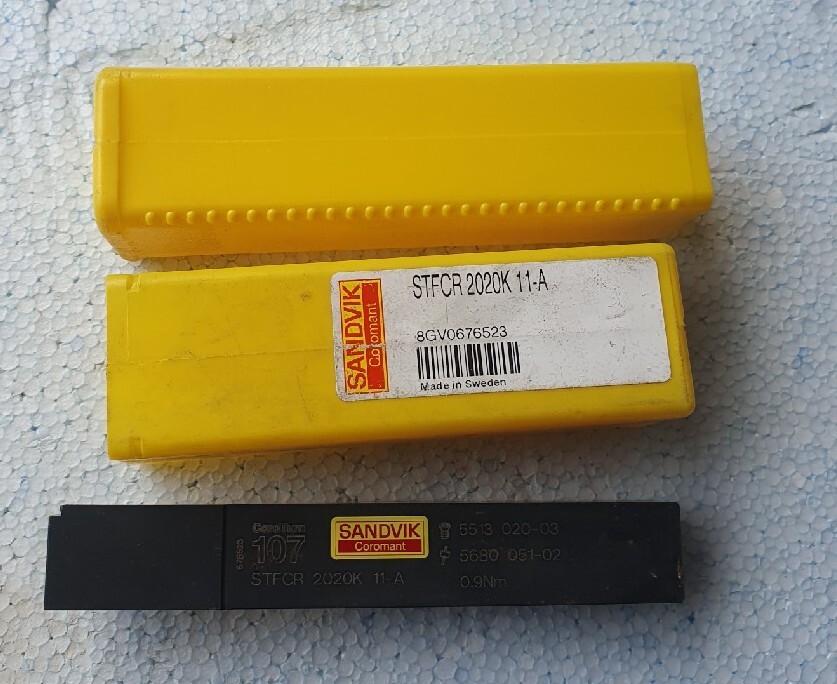 STFCR 2020K 11-A
SANDVIK
Coromant
8GV0676523
Made in Sweden
CoroTurn
107
STFCR 2020K 11-A
SANDVIK
Coromant
5513 020-03
5680 051-02
0.9Nm